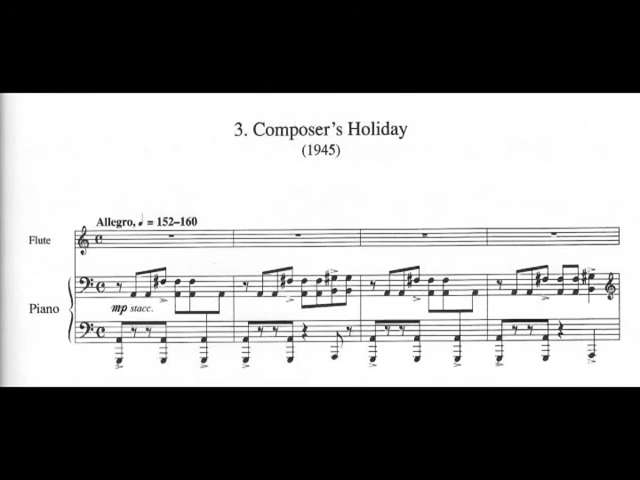 3. Composer's Holiday
(1945)
Allegro, ♩ = 152–160
Flute
Piano
mp stacc.